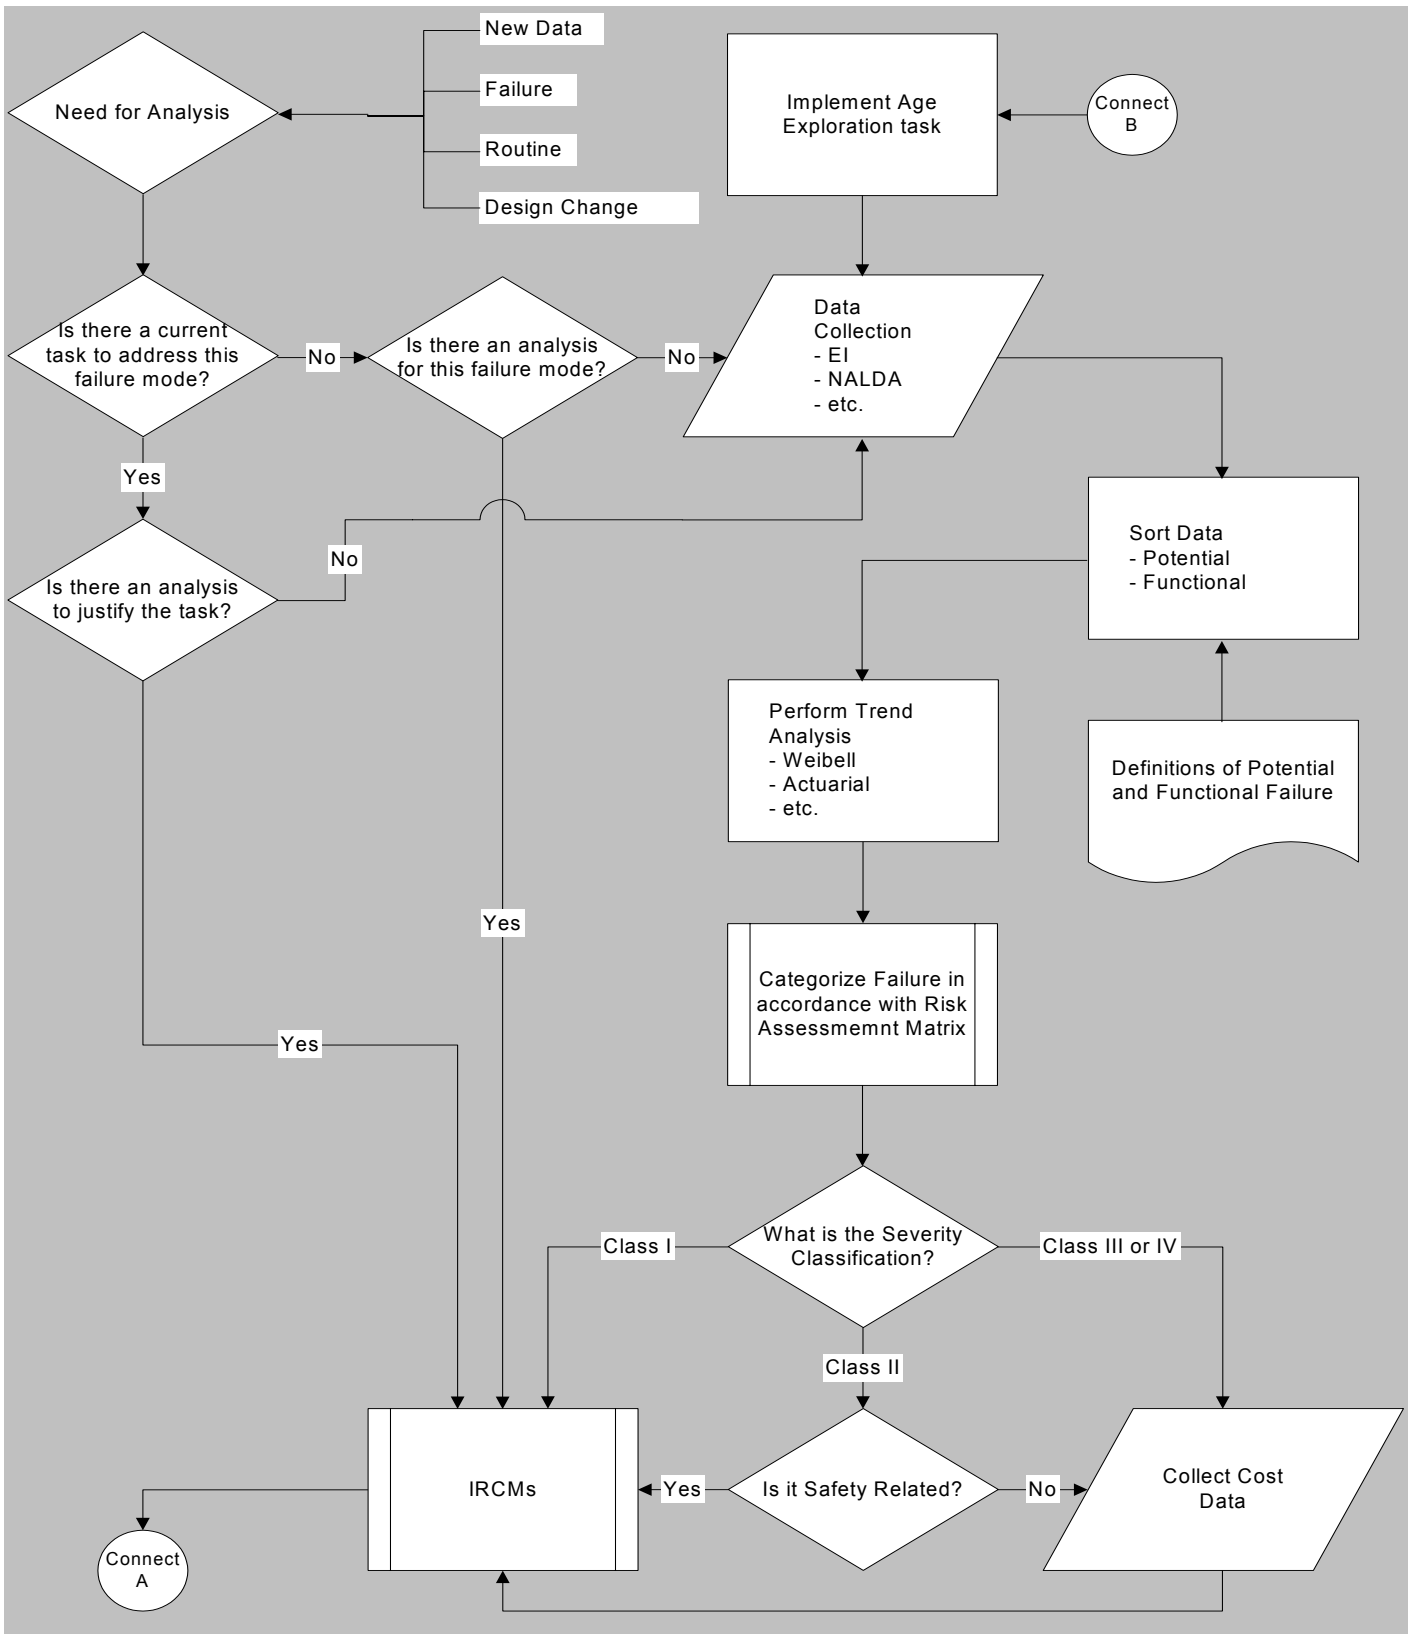 New Data
Failure
Routine
Design Change
Need for Analysis
Implement Age
Exploration task
Connect
B
Is there a current
task to address this
failure mode?
No
Is there an analysis
for this failure mode?
No
Data
Collection
- EI
- NALDA
- etc.
Yes
No
Is there an analysis
to justify the task?
Sort Data
- Potential
- Functional
Perform Trend
Analysis
- Weibell
- Actuarial
- etc.
Definitions of Potential
and Functional Failure
Yes
Categorize Failure in
accordance with Risk
Assessmemnt Matrix
Yes
What is the Severity
Classification?
Class I
Class III or IV
Class II
IRCMs
Yes
Is it Safety Related?
No
Collect Cost
Data
Connect
A